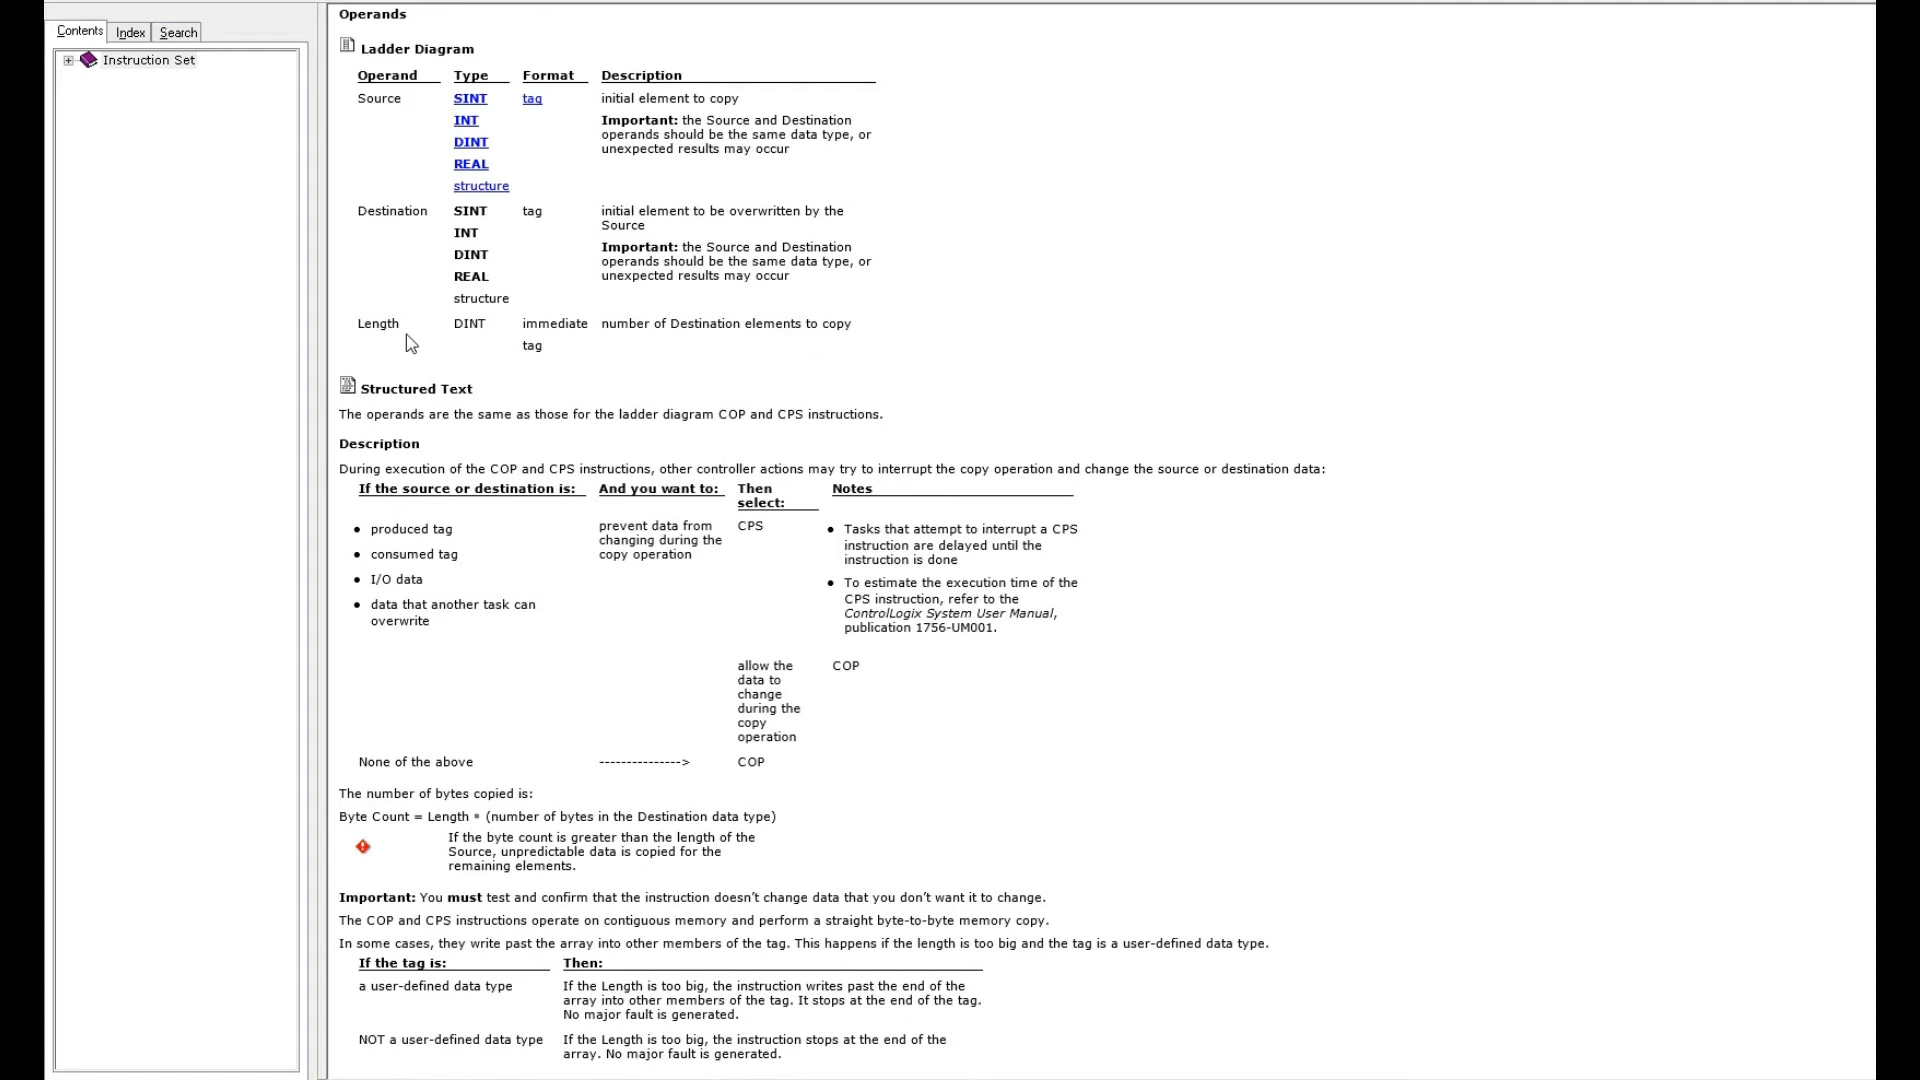 Contents Index Search
Instruction Set
Operands
Ladder Diagram
Operand Type Format Description
Source SINT tag initial element to copy
INT Important: the Source and Destination
operands should be the same data type, or
DINT unexpected results may occur
REAL
structure
Destination SINT tag initial element to be overwritten by the
Source
INT
Important: the Source and Destination
DINT operands should be the same data type, or
REAL unexpected results may occur
structure
Length DINT immediate number of Destination elements to copy
tag
Structured Text
The operands are the same as those for the ladder diagram COP and CPS instructions.
Description
During execution of the COP and CPS instructions, other controller actions may try to interrupt the copy operation and change the source or destination data:
If the source or destination is: And you want to: Then
select: Notes
• produced tag
• consumed tag
• I/O data
• data that another task can
overwrite
prevent data from
changing during the
copy operation
CPS
• Tasks that attempt to interrupt a CPS
instruction are delayed until the
instruction is done
• To estimate the execution time of the
CPS instruction, refer to the
ControlLogix System User Manual,
publication 1756-UM001.
allow the
data to
change
during the
copy
operation
COP
None of the above ---------------> COP
The number of bytes copied is:
Byte Count = Length * (number of bytes in the Destination data type)
If the byte count is greater than the length of the
Source, unpredictable data is copied for the
remaining elements.
Important: You must test and confirm that the instruction doesn't change data that you don't want it to change.
The COP and CPS instructions operate on contiguous memory and perform a straight byte-to-byte memory copy.
In some cases, they write past the array into other members of the tag. This happens if the length is too big and the tag is a user-defined data type.
If the tag is: Then:
a user-defined data type If the Length is too big, the instruction writes past the end of the
array into other members of the tag. It stops at the end of the tag.
No major fault is generated.
NOT a user-defined data type If the Length is too big, the instruction stops at the end of the
array. No major fault is generated.